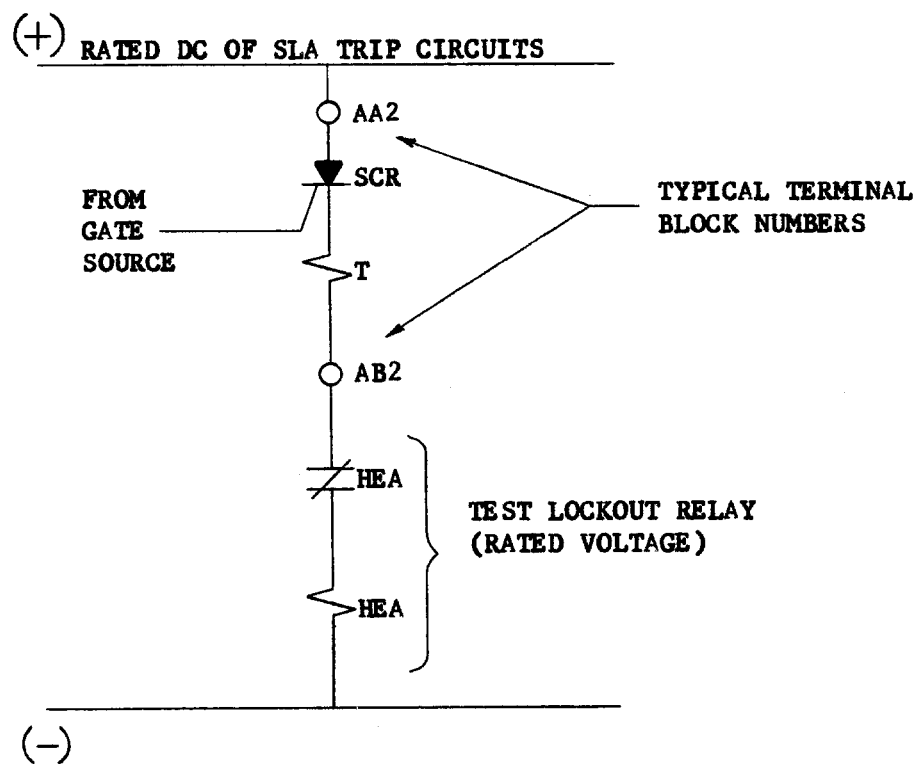 (+) RATED DC OF SLA TRIP CIRCUITS
AA2
SCR
FROM
GATE
SOURCE
TYPICAL TERMINAL
BLOCK NUMBERS
T
AB2
HEA
TEST LOCKOUT RELAY
(RATED VOLTAGE)
HEA
(-)